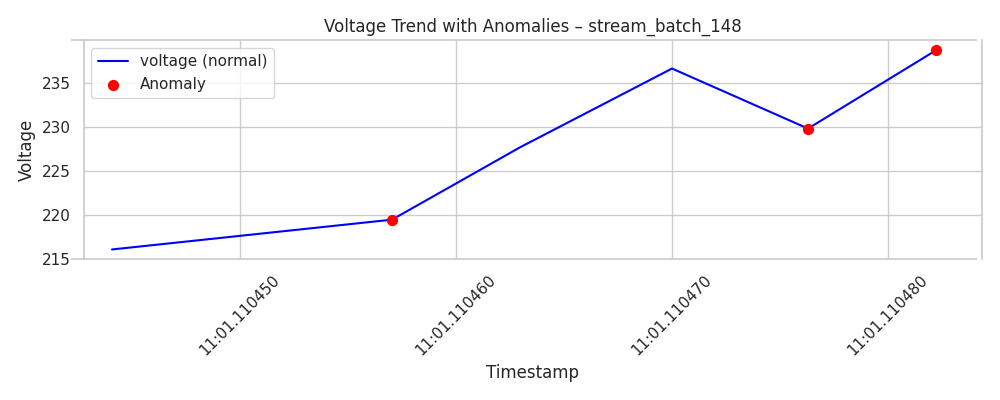 Voltage Trend with Anomalies – stream_batch_148
voltage (normal)
Anomaly
Voltage
235
230
225
220
215
11:01.110450
11:01.110460
11:01.110470
11:01.110480
Timestamp